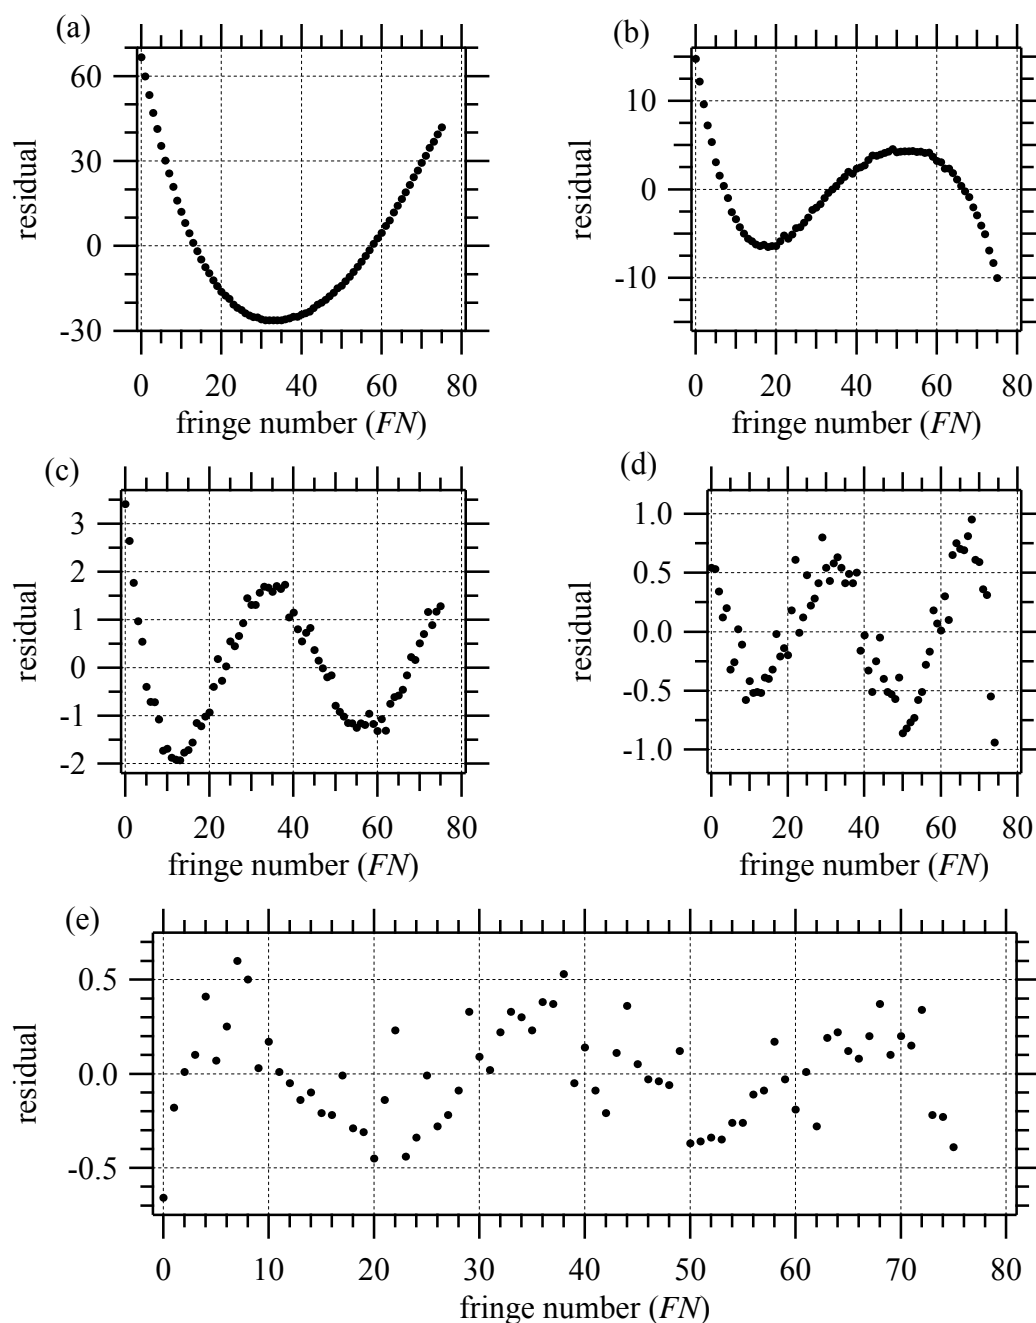 (a)
60
30
0
-30
residual
0 20 40 60 80
fringe number (FN)
(b)
10
0
-10
residual
0 20 40 60 80
fringe number (FN)
(c)
3
2
1
0
-1
-2
residual
0 20 40 60 80
fringe number (FN)
(d)
1.0
0.5
0.0
-0.5
-1.0
residual
0 20 40 60 80
fringe number (FN)
(e)
0.5
0.0
-0.5
residual
0 10 20 30 40 50 60 70 80
fringe number (FN)